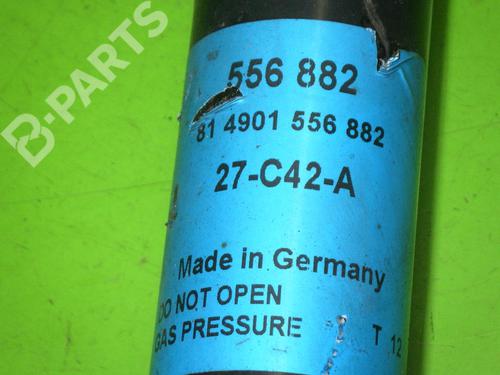 B-PARTS
556 882
81 4901 556 882
27-C42-A
Made in Germany
DO NOT OPEN
GAS PRESSURE T 12